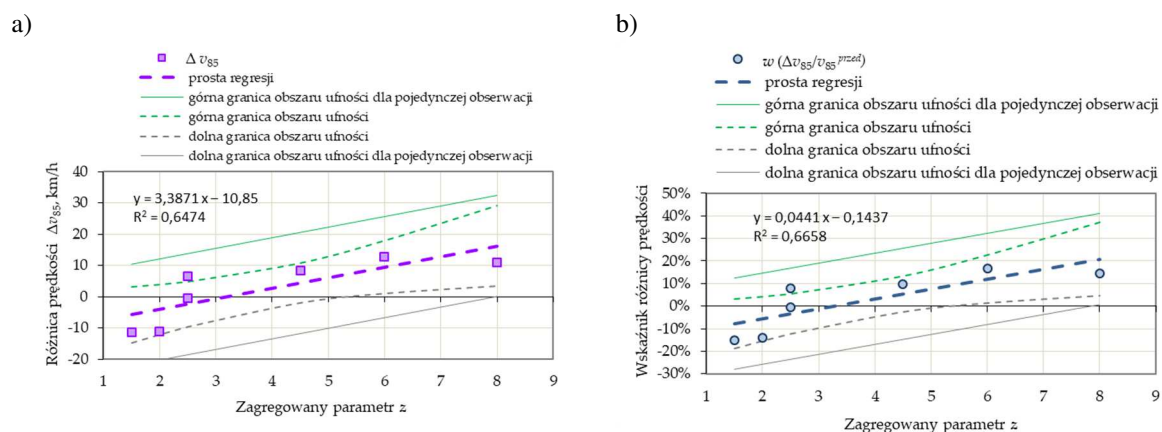 a)
Δ v85
prosta regresji
górna granica obszaru ufności dla pojedynczej obserwacji
górna granica obszaru ufności
dolna granica obszaru ufności
dolna granica obszaru ufności dla pojedynczej obserwacji
Różnica prędkości Δv85, km/h
40
30
20
10
0
-10
-20
y = 3,3871 x – 10,85
R² = 0,6474
1 2 3 4 5 6 7 8 9
Zagregowany parametr z
b)
w (Δv85/v85 przed)
prosta regresji
górna granica obszaru ufności dla pojedynczej obserwacji
górna granica obszaru ufności
dolna granica obszaru ufności
dolna granica obszaru ufności dla pojedynczej obserwacji
Wskaźnik różnicy prędkości
50%
40%
30%
20%
10%
0%
-10%
-20%
-30%
y = 0,0441 x – 0,1437
R² = 0,6658
1 2 3 4 5 6 7 8 9
Zagregowany parametr z